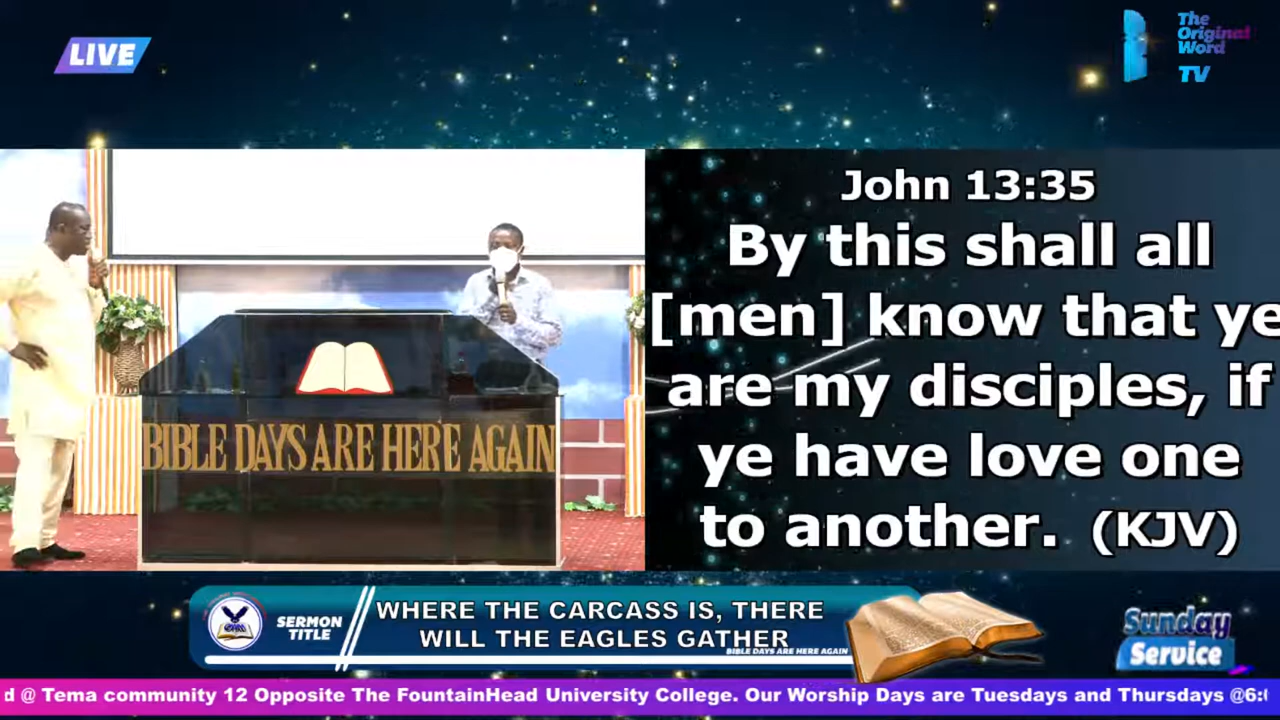 LIVE
The
Original
Word
TV
John 13:35
By this shall all
[men] know that ye
are my disciples, if
ye have love one
to another. (KJV)
BIBLE DAYS ARE HERE AGAIN
SERMON
TITLE
WHERE THE CARCASS IS, THERE
WILL THE EAGLES GATHER
BIBLE DAYS ARE HERE AGAIN
Sunday
Service
d @ Tema community 12 Opposite The FountainHead University College. Our Worship Days are Tuesdays and Thursdays @6: